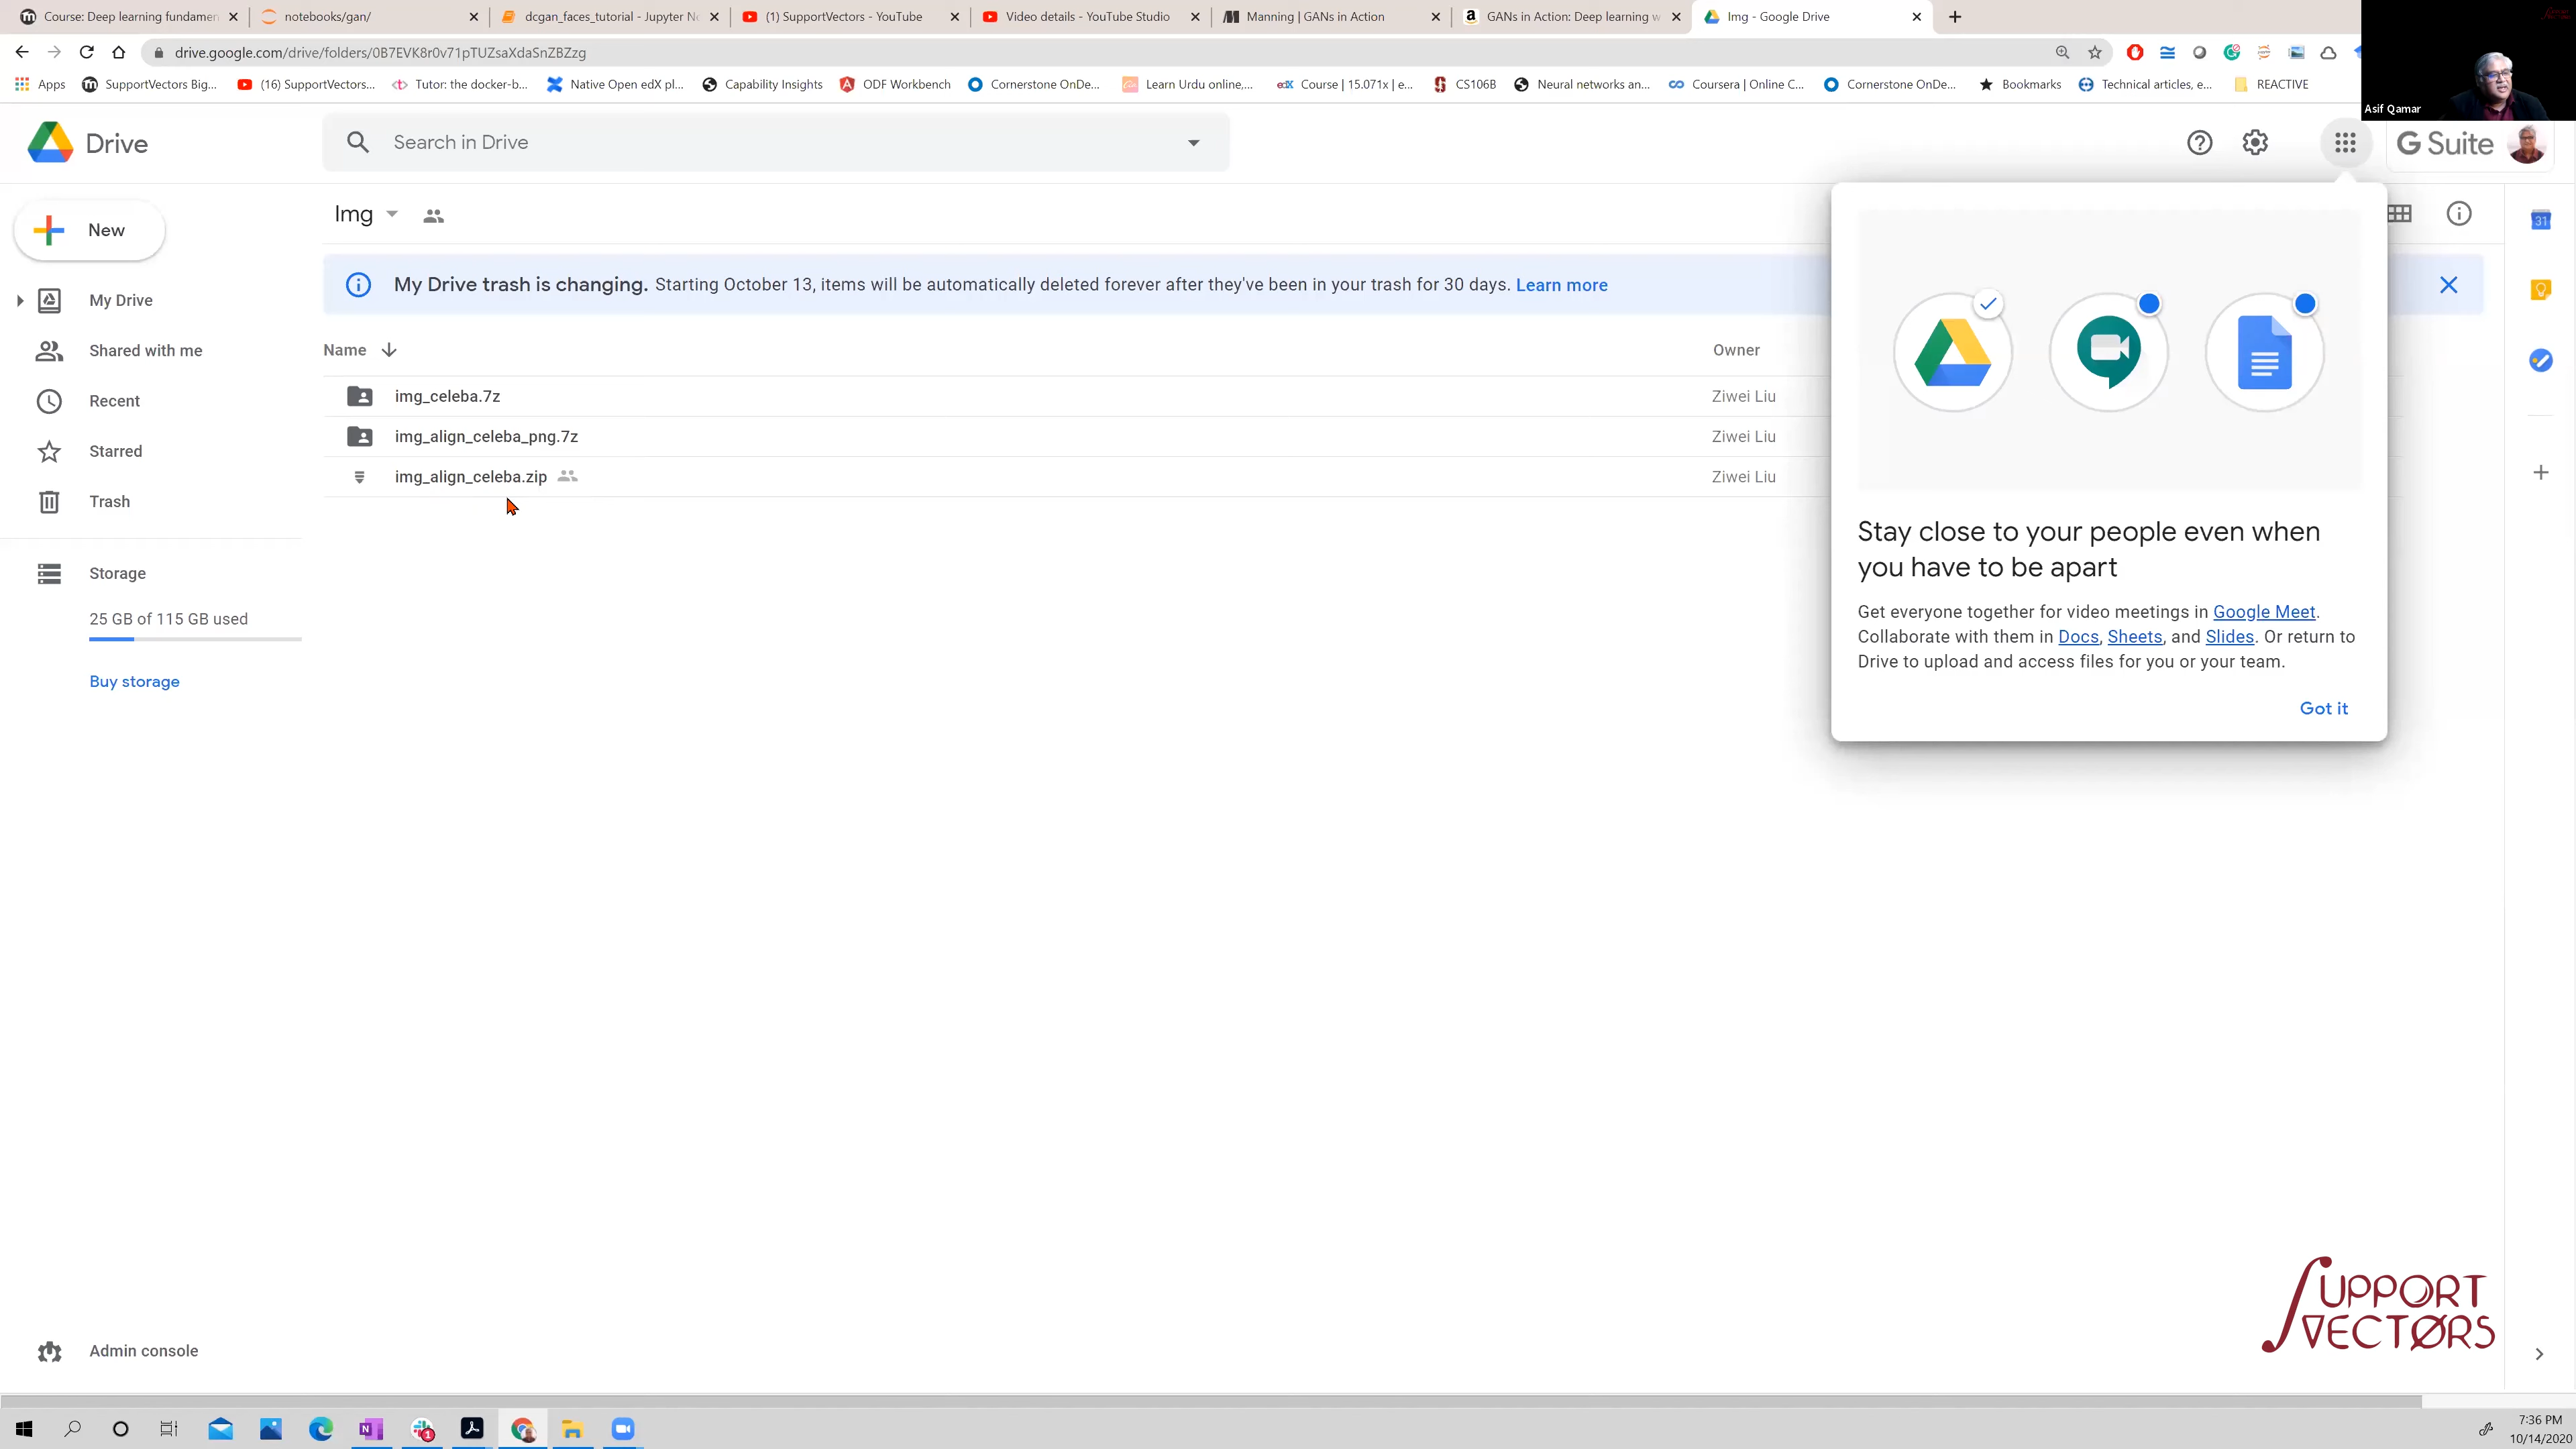 Course: Deep learning fundamen
notebooks/gan/
dcgan_faces_tutorial - Jupyter No
(1) SupportVectors - YouTube
Video details - YouTube Studio
Manning | GANs in Action
GANs in Action: Deep learning w
Img - Google Drive
drive.google.com/drive/folders/0B7EVK8r0v71pTUZsaXdaSnZBZzg
Apps
SupportVectors Big...
(16) SupportVectors...
Tutor: the docker-b...
Native Open edX pl...
Capability Insights
ODF Workbench
Cornerstone OnDe...
Learn Urdu online,...
Course | 15.071x | e...
CS106B
Neural networks an...
Coursera | Online C...
Cornerstone OnDe...
Bookmarks
Technical articles, e...
REACTIVE
Asif Qamar
Drive
Search in Drive
G Suite
New
Img
My Drive trash is changing. Starting October 13, items will be automatically deleted forever after they've been in your trash for 30 days. Learn more
My Drive
Shared with me
Recent
Starred
Trash
Storage
25 GB of 115 GB used
Buy storage
Name
Owner
img_celeba.7z
Ziwei Liu
img_align_celeba_png.7z
Ziwei Liu
img_align_celeba.zip
Ziwei Liu
Stay close to your people even when
you have to be apart
Get everyone together for video meetings in Google Meet.
Collaborate with them in Docs, Sheets, and Slides. Or return to
Drive to upload and access files for you or your team.
Got it
31
SUPPORT
VECTORS
Admin console
1
7:36 PM
10/14/2020